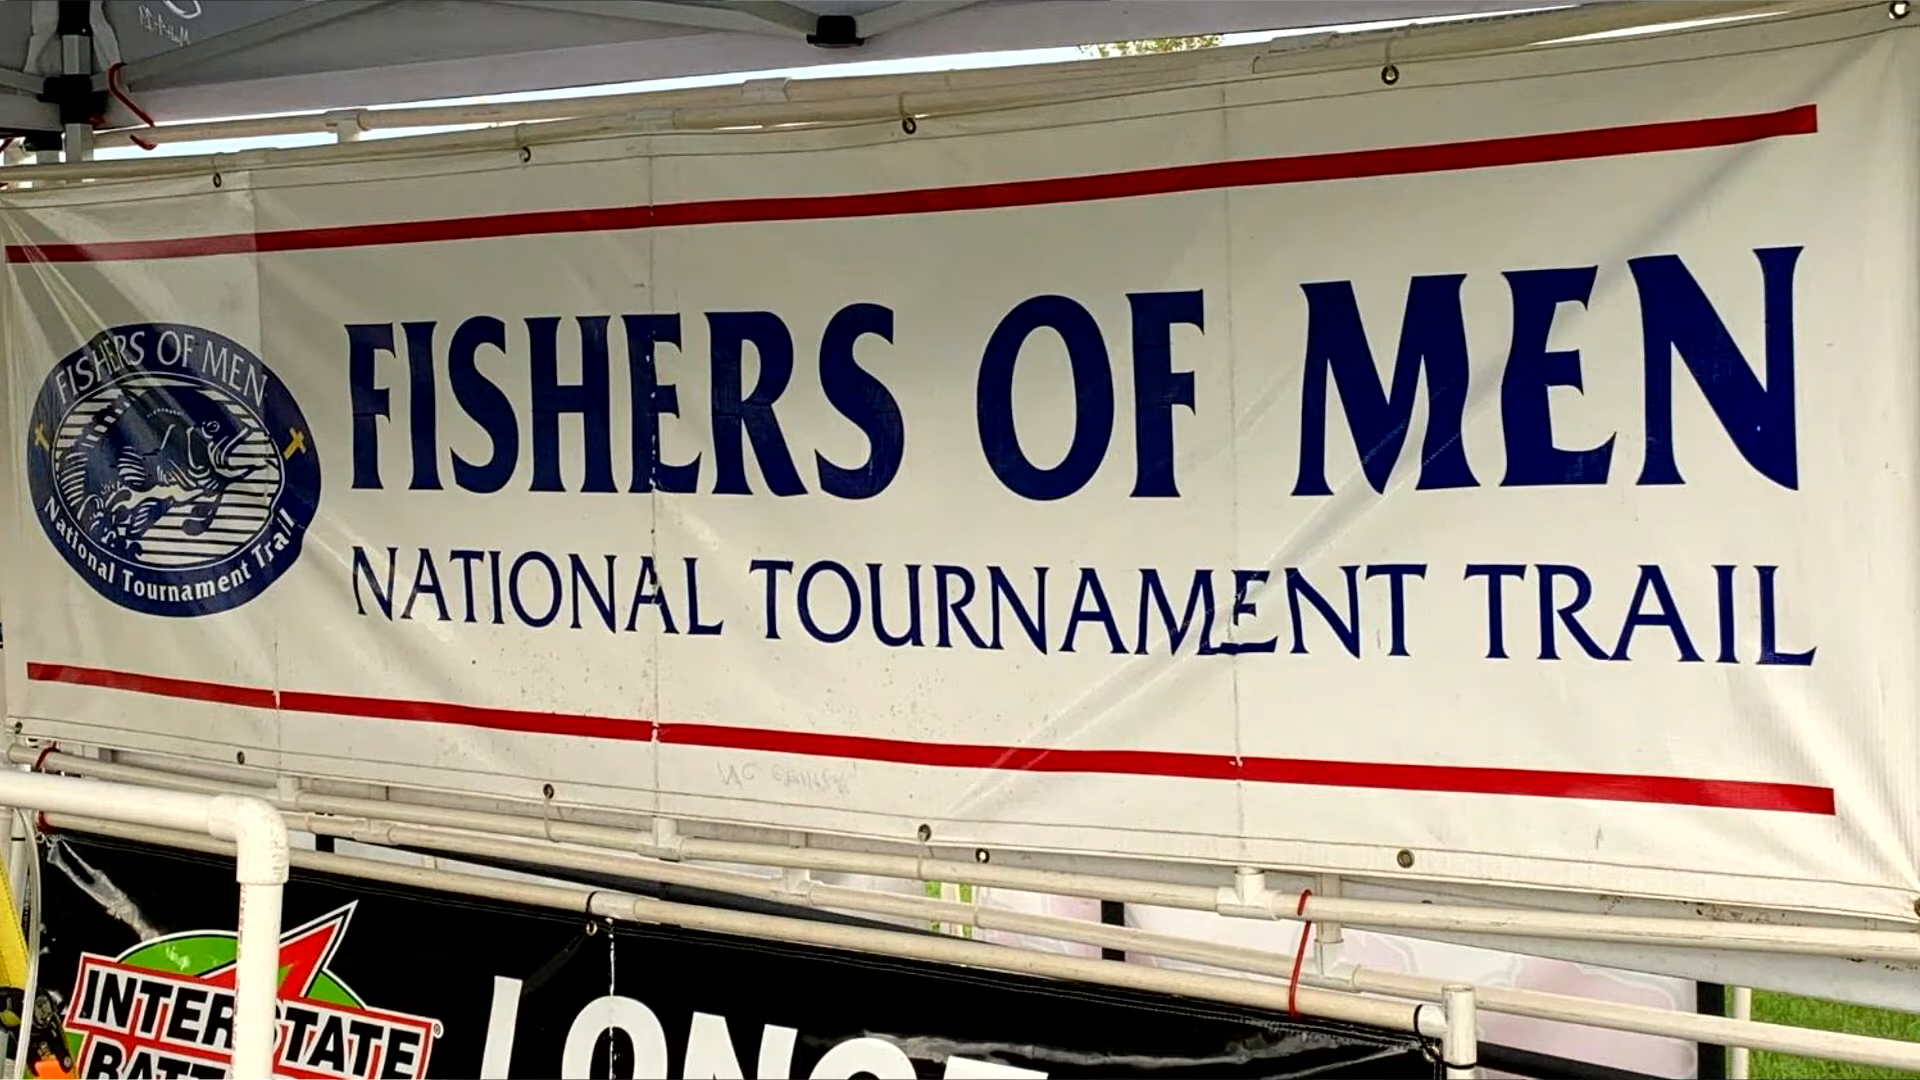 FISHERS OF MEN
National Tournament Trail
FISHERS OF MEN
NATIONAL TOURNAMENT TRAIL
INTERSTATE